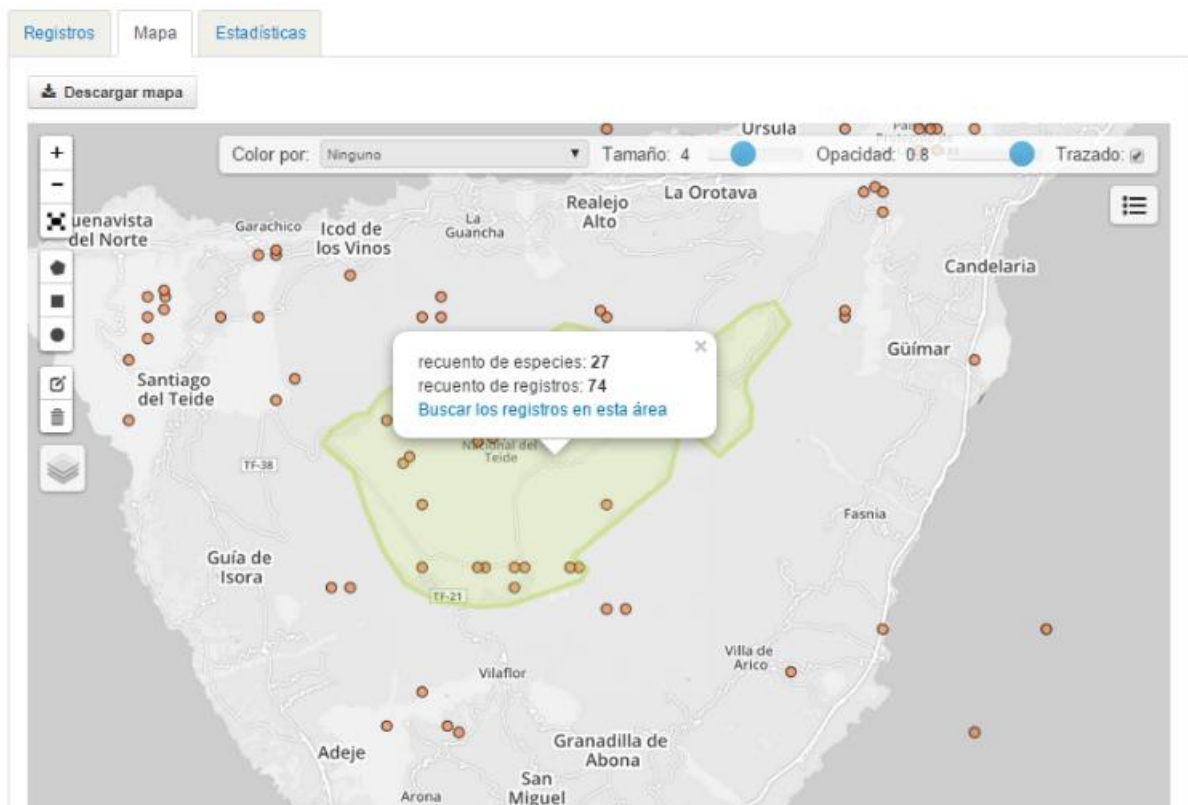 Registros Mapa Estadísticas
Descargar mapa
Ursula
Color por: Ninguno Tamaño: 4 Opacidad: 0.8 Trazado:
La Orotava
Realejo
Alto
La
Guancha
uenavista
del Norte
Garachico
Icod de
los Vinos
Candelaria
Güímar
recuento de especies: 27
recuento de registros: 74
Buscar los registros en esta área
Santiago
del Teide
Nacional del
Teide
TF-38
Fasnia
Guía de
Isora
TF-21
Villa de
Arico
Vilaflor
Granadilla de
Abona
Adeje
San
Miguel
Arona